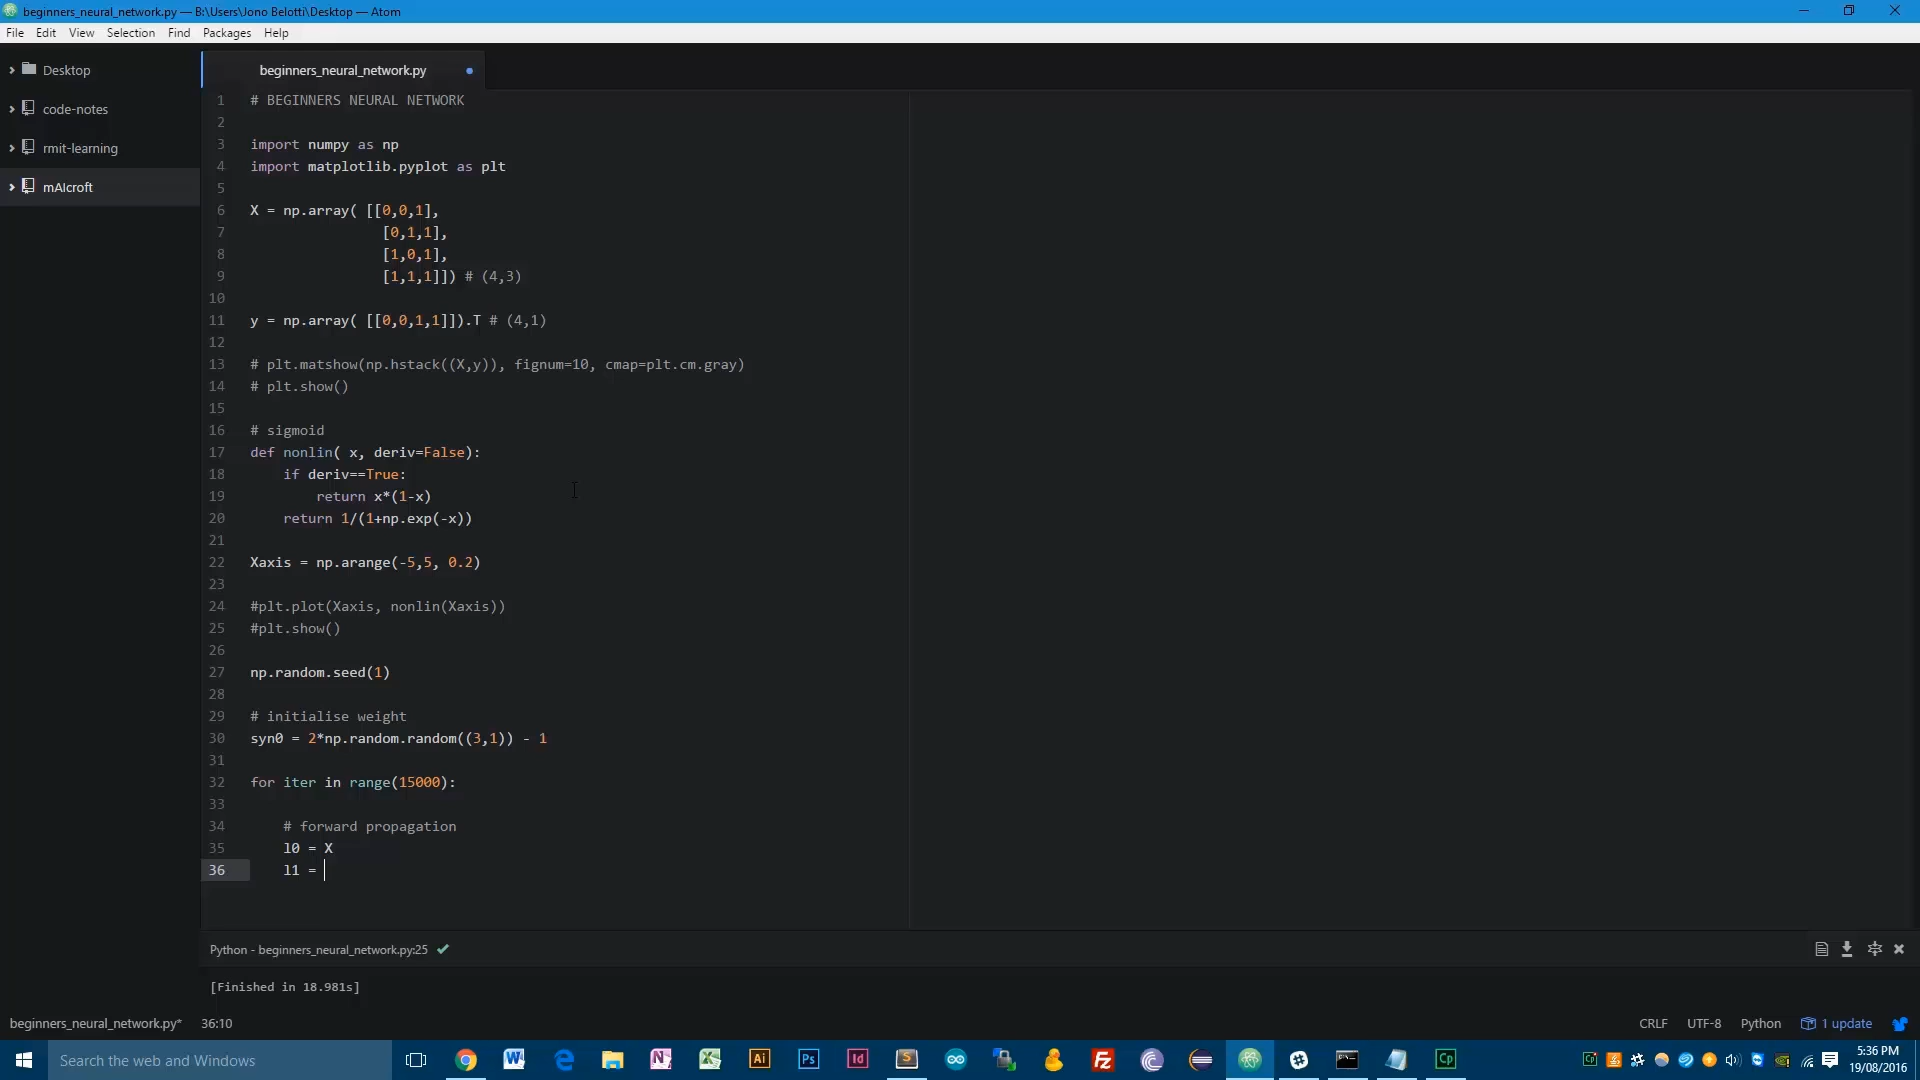 beginners_neural_network.py — B:\Users\Jono Belotti\Desktop — Atom
File Edit View Selection Find Packages Help
Desktop
code-notes
rmit-learning
mAIcroft
beginners_neural_network.py
1 # BEGINNERS NEURAL NETWORK
2
3 import numpy as np
4 import matplotlib.pyplot as plt
5
6 X = np.array( [[0,0,1],
7 [0,1,1],
8 [1,0,1],
9 [1,1,1]]) # (4,3)
10
11 y = np.array( [[0,0,1,1]]).T # (4,1)
12
13 # plt.matshow(np.hstack((X,y)), fignum=10, cmap=plt.cm.gray)
14 # plt.show()
15
16 # sigmoid
17 def nonlin( x, deriv=False):
18 if deriv==True:
19 return x*(1-x)
20 return 1/(1+np.exp(-x))
21
22 Xaxis = np.arange(-5,5, 0.2)
23
24 #plt.plot(Xaxis, nonlin(Xaxis))
25 #plt.show()
26
27 np.random.seed(1)
28
29 # initialise weight
30 syn0 = 2*np.random.random((3,1)) - 1
31
32 for iter in range(15000):
33
34 # forward propagation
35 l0 = X
36 l1 =
Python - beginners_neural_network.py:25
[Finished in 18.981s]
beginners_neural_network.py* 36:10 CRLF UTF-8 Python 1 update
Search the web and Windows
5:36 PM
19/08/2016